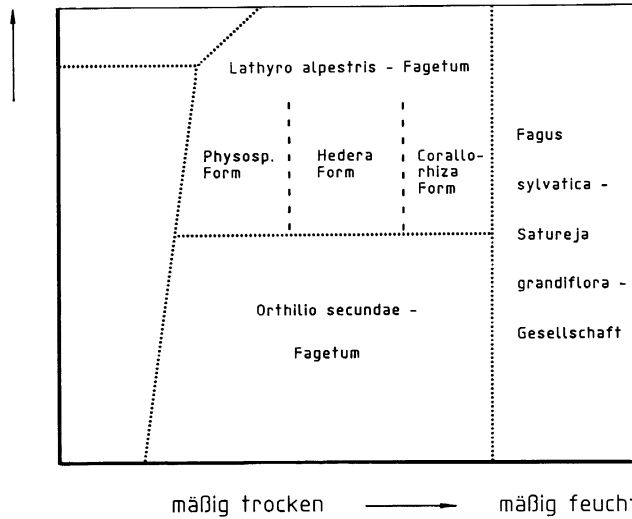 Lathyro alpestris - Fagetum
Physosp. Form
Hedera Form
Corallo-
rhiza
Form
Fagus
sylvatica -
Satureja
grandiflora -
Gesellschaft
Orthilio secundae -
Fagetum
mäßig trocken
mäßig feucht